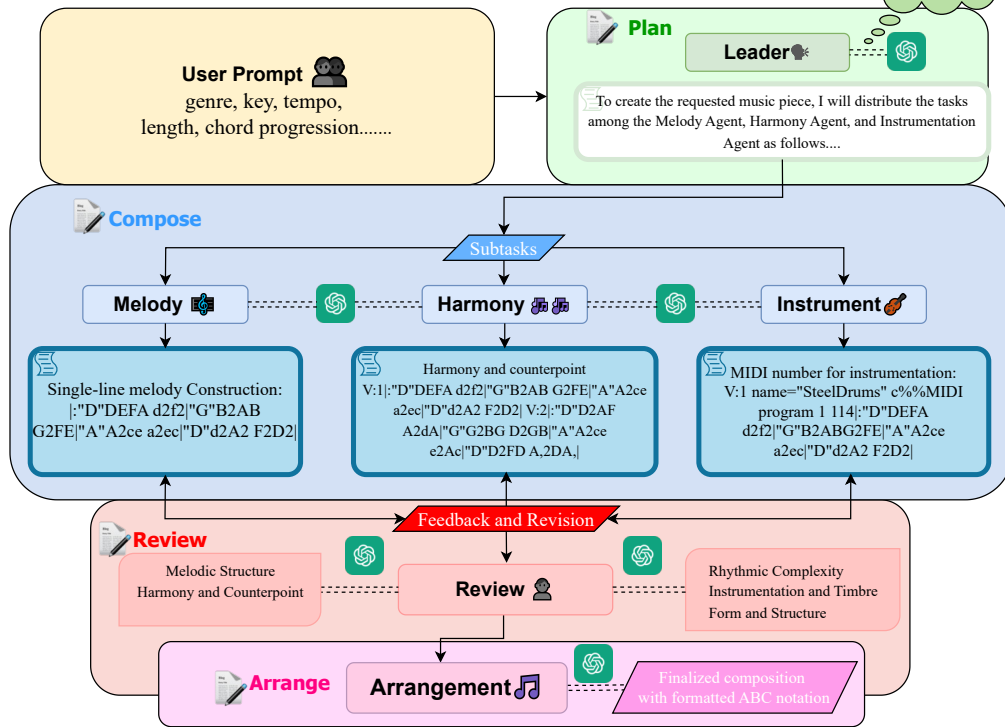 Plan
Leader
User Prompt
genre, key, tempo,
length, chord progression.......
To create the requested music piece, I will distribute the tasks
among the Melody Agent, Harmony Agent, and Instrumentation
Agent as follows....
Compose
Subtasks
Melody
Harmony
Instrument
Single-line melody Construction:
|:"D"DEFA d2f2|"G"B2AB
G2FE|"A"A2ce a2ec|"D"d2A2 F2D2|
Harmony and counterpoint
V:1|:"D"DEFA d2f2|"G"B2AB G2FE|"A"A2ce
a2ec|"D"d2A2 F2D2| V:2|:"D"D2AF
A2dA|"G"G2BG D2GB|"A"A2ce
e2Ac|"D"D2FD A,2DA,|
MIDI number for instrumentation:
V:1 name="SteelDrums" c%%MIDI
program 1 114|:"D"DEFA
d2f2|"G"B2ABG2FE|"A"A2ce
a2ec|"D"d2A2 F2D2|
Feedback and Revision
Review
Melodic Structure
Harmony and Counterpoint
Review
Rhythmic Complexity
Instrumentation and Timbre
Form and Structure
Arrange
Arrangement
Finalized composition
with formatted ABC notation